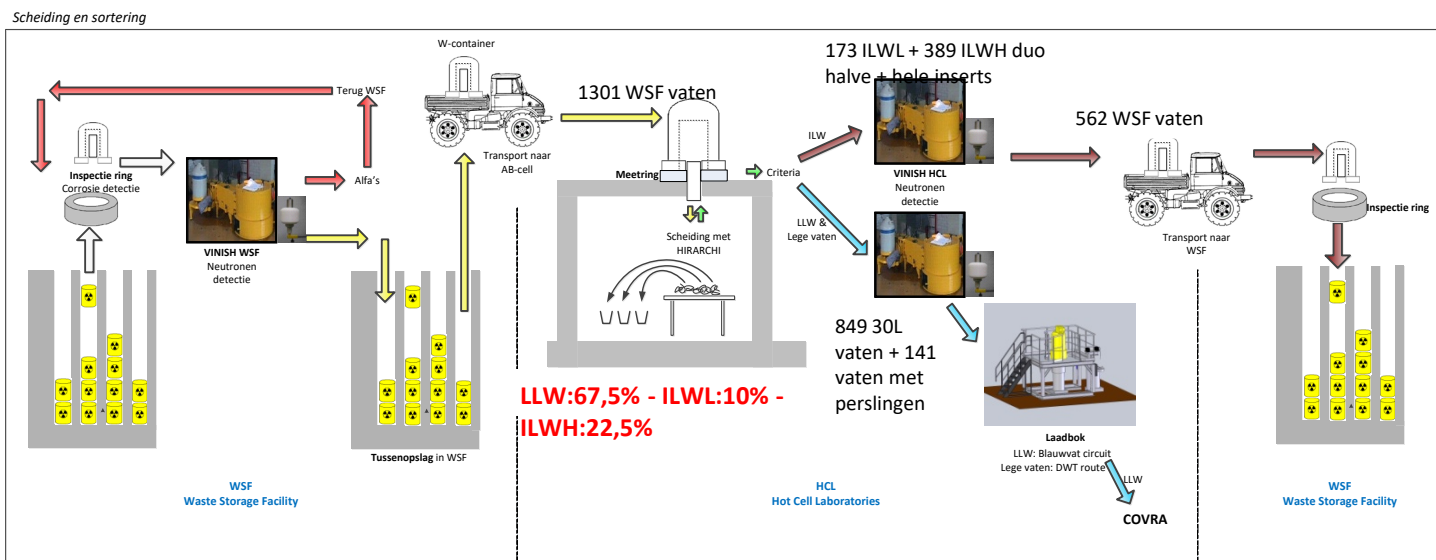 Scheiding en sortering
W-container
173 ILWL + 389 ILWH duo
halve + hele inserts
Terug WSF
1301 WSF vaten
562 WSF vaten
ILW
Transport naar
AB-cell
Inspectie ring
Corrosie detectie
Alfa's
Meetring
Criteria
VINISH HCL
Neutronen
detectie
LLW &
Lege vaten
Inspectie ring
Transport naar
WSF
VINISH WSF
Neutronen
detectie
Scheiding met
HIRARCHI
849 30L
vaten + 141
vaten met
perslingen
LLW:67,5% - ILWL:10% -
ILWH:22,5%
Laadbok
LLW: Blauwvat circuit
Lege vaten: DWT route
Tussenopslag in WSF
LLW
COVRA
WSF
Waste Storage Facility
HCL
Hot Cell Laboratories
WSF
Waste Storage Facility